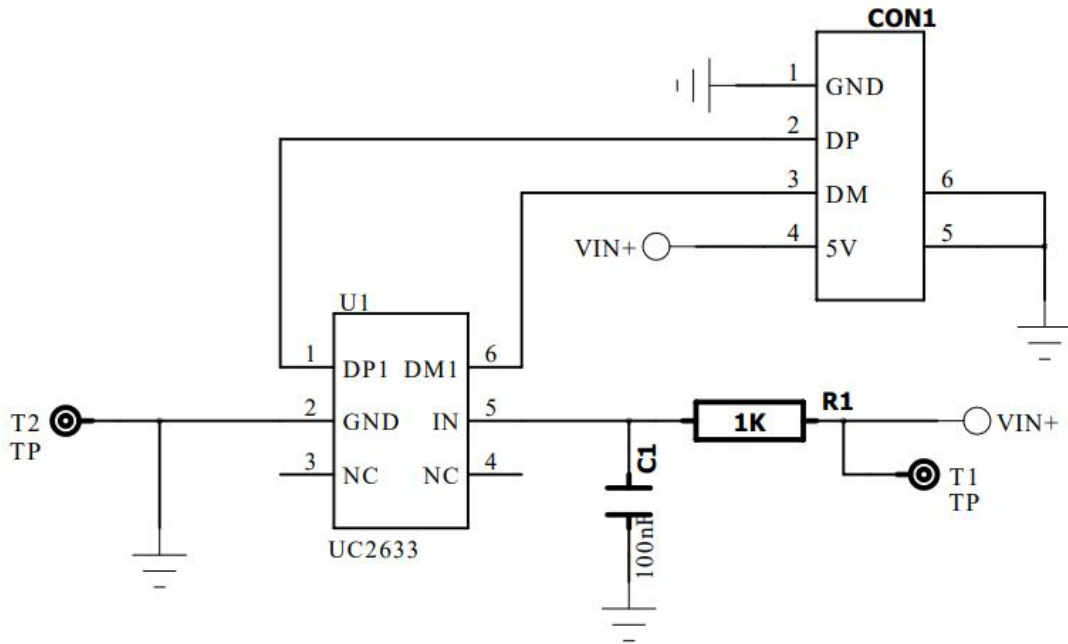 CON1
1 GND
2 DP
3 DM 6
VIN+ 4 5V 5
U1
1 DP1 DM1 6
T2 2 GND IN 5 1K R1 VIN+
TP
3 NC NC 4 C1 T1
TP
100nF
UC2633